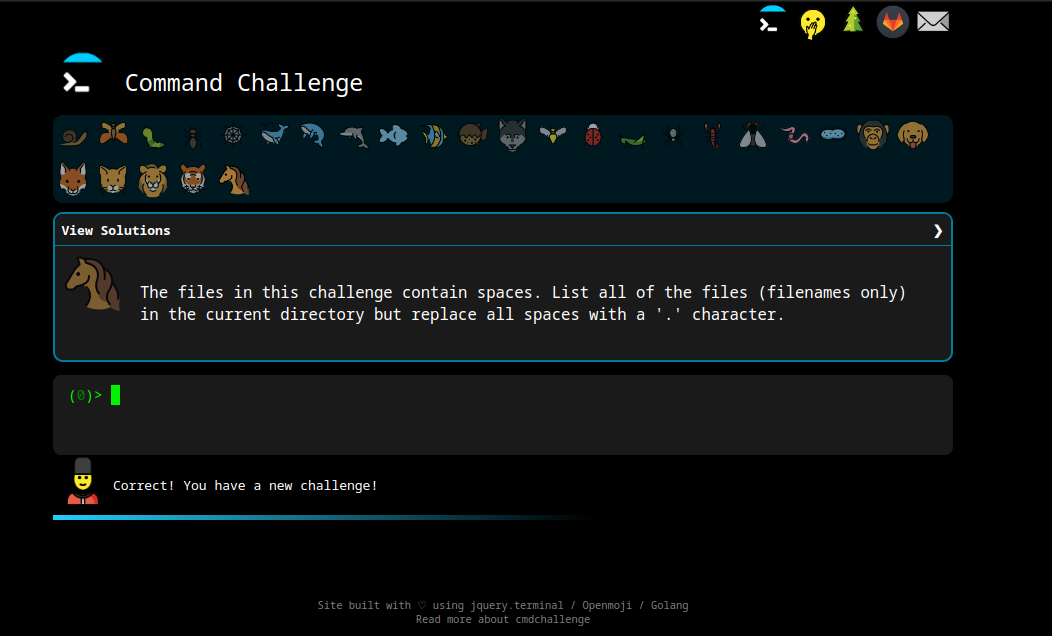 Command Challenge
View Solutions ❯
The files in this challenge contain spaces. List all of the files (filenames only)
in the current directory but replace all spaces with a '.' character.
(0)>
Correct! You have a new challenge!
Site built with ♡ using jquery.terminal / Openmoji / Golang
Read more about cmdchallenge